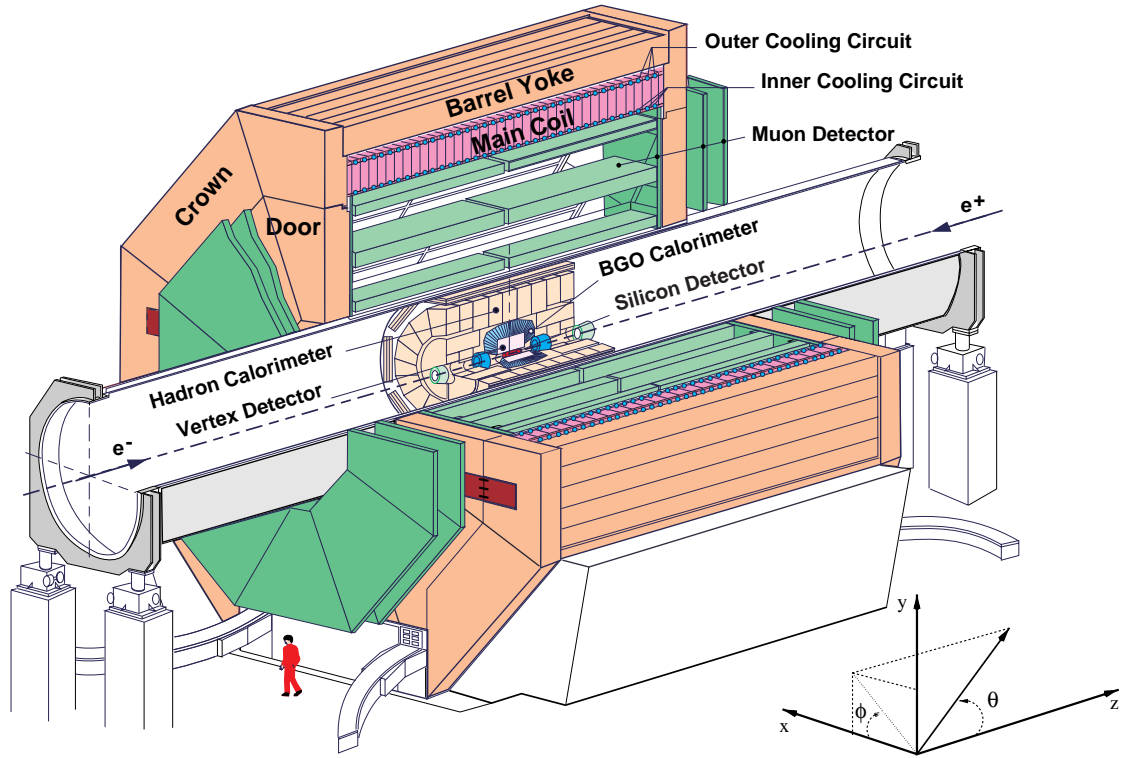 Outer Cooling Circuit
Barrel Yoke
Inner Cooling Circuit
Main Coil
Muon Detector
Crown
Door
e+
BGO Calorimeter
Silicon Detector
Hadron Calorimeter
Vertex Detector
e-
y
z
θ
ϕ
x